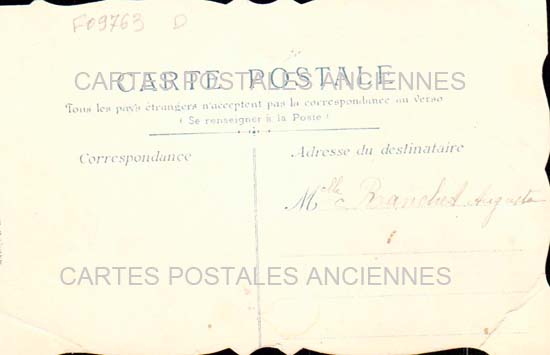 F09763 D
CARTE POSTALE
CARTES POSTALES ANCIENNES
Tous les pays étrangers n'acceptent pas la correspondance au verso
( Se renseigner à la Poste )
Correspondance
Adresse du destinataire
Mlle Augusta
CARTES POSTALES ANCIENNES